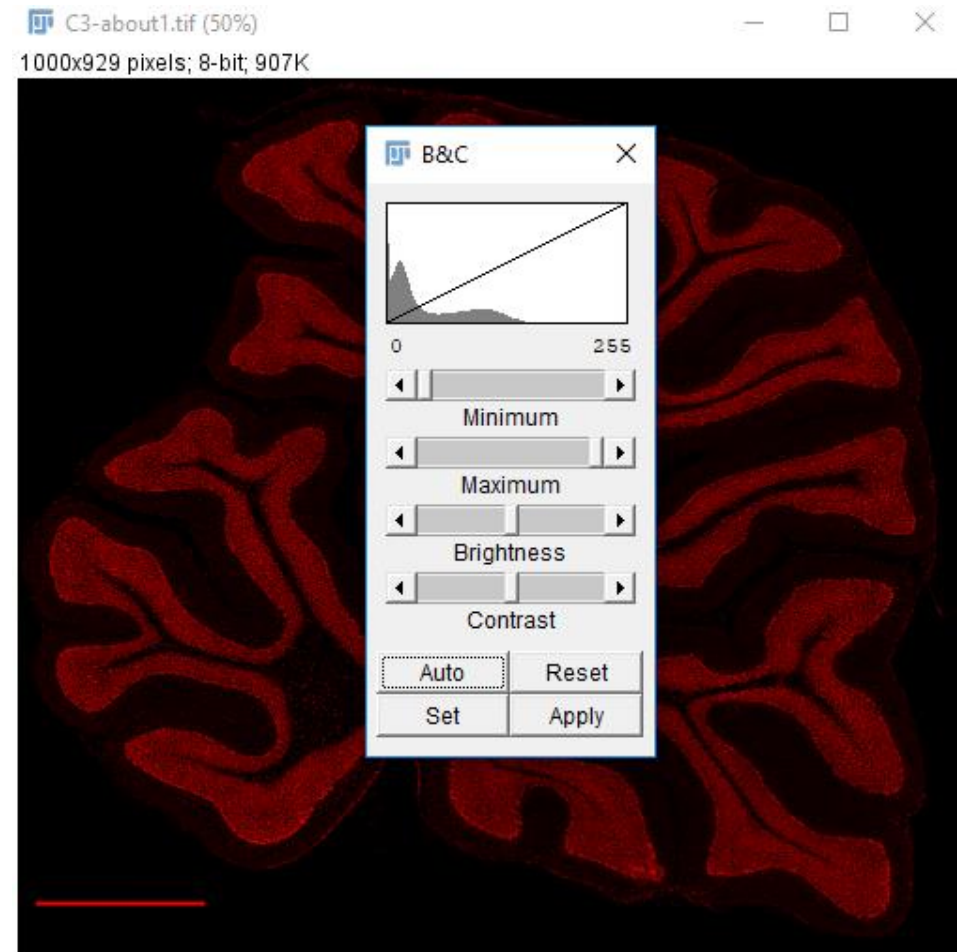 C3-about1.tif (50%)
1000x929 pixels; 8-bit; 907K
B&C
0 255
Minimum
Maximum
Brightness
Contrast
Auto Reset
Set Apply